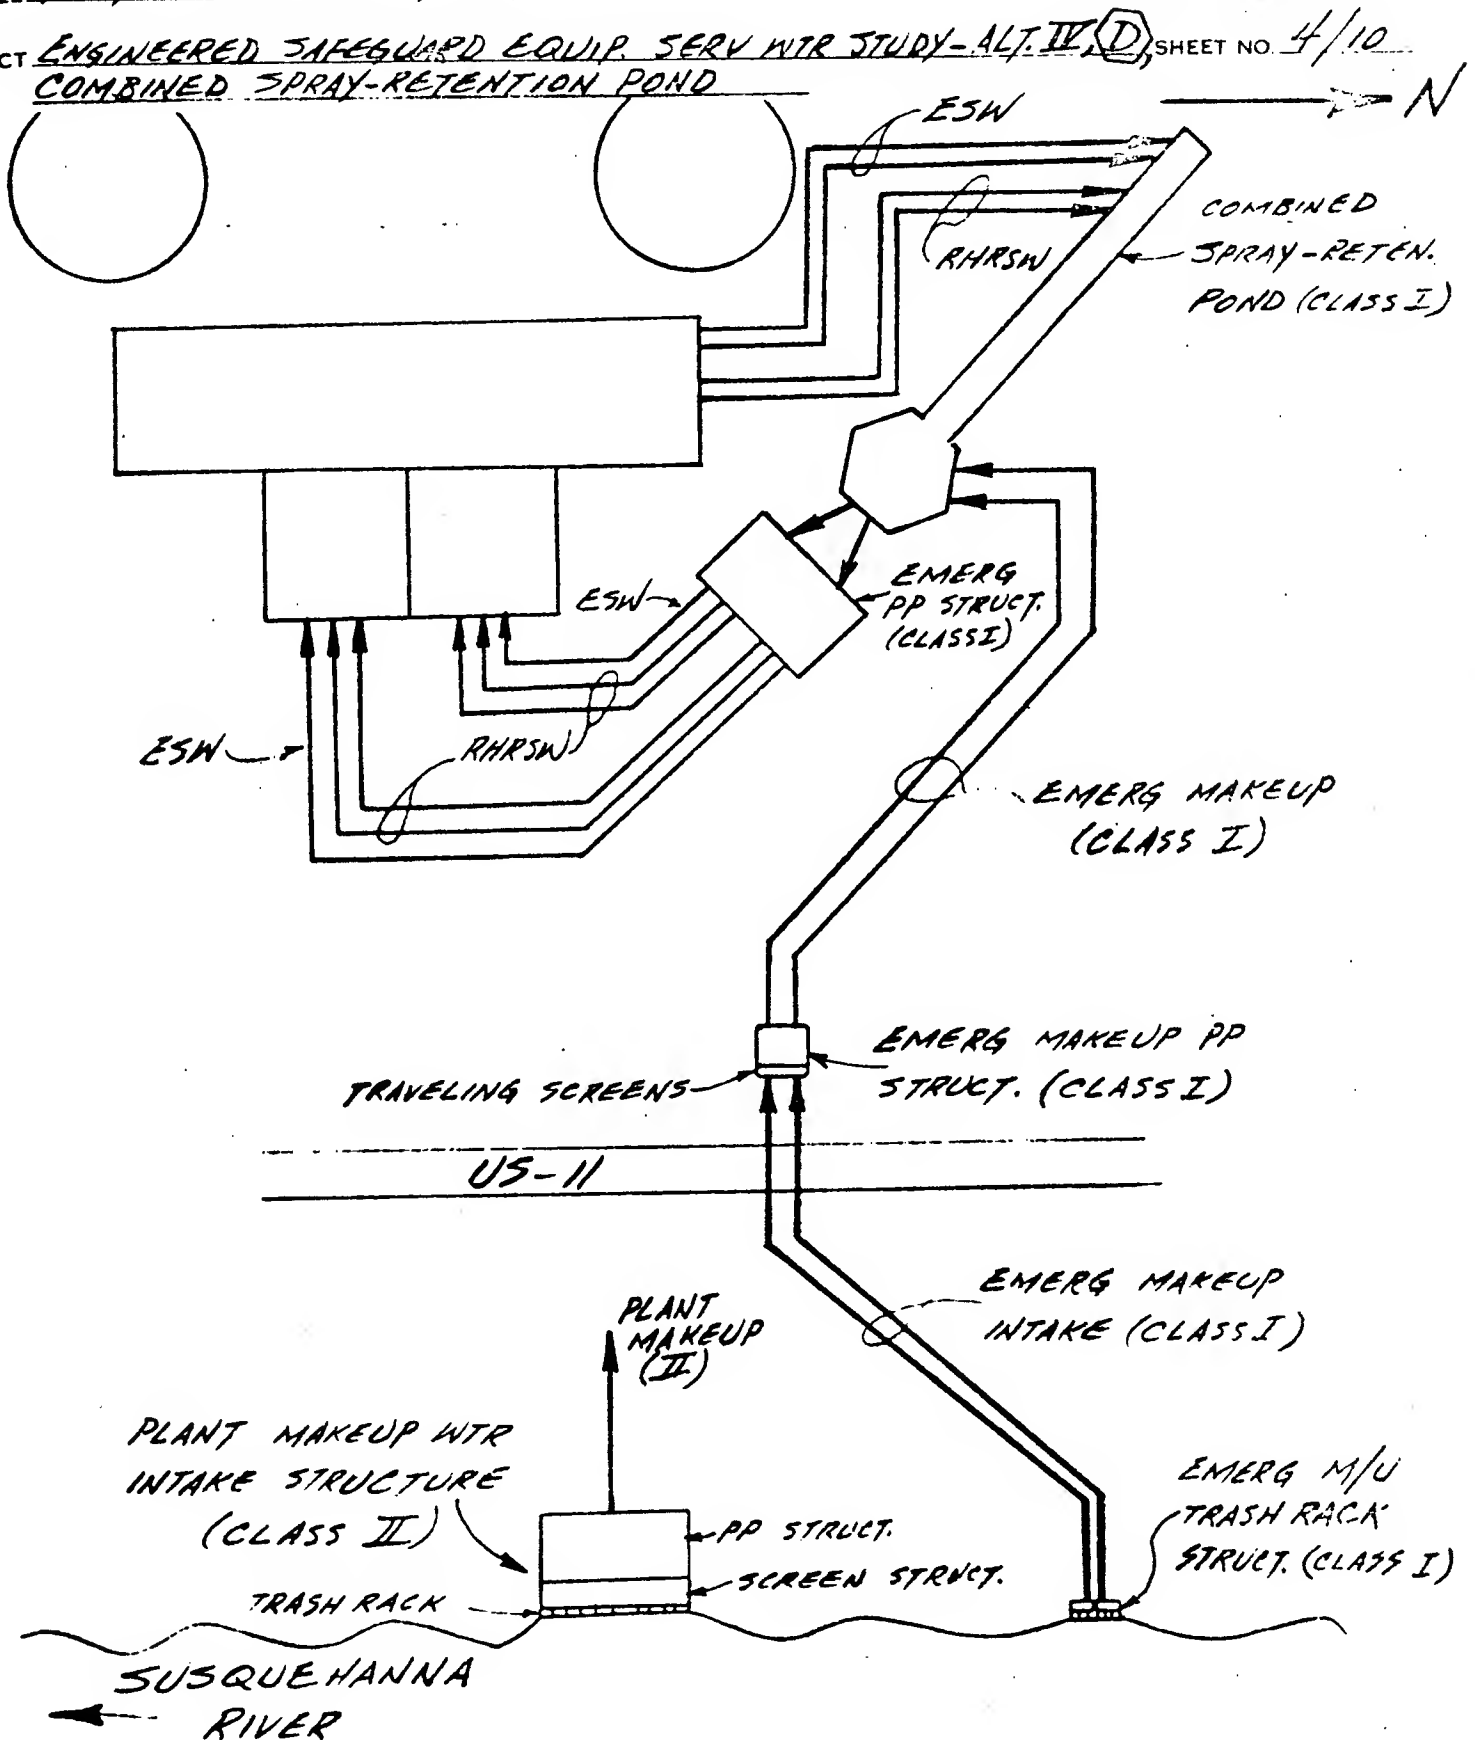 CT ENGINEERED SAFEGUARD EQUIP. SERV WTR STUDY-ALT. IV, D, SHEET NO. 4/10
COMBINED SPRAY-RETENTION POND
N
ESW
RHRSW
COMBINED
SPRAY-RETEN.
POND (CLASS I)
ESW
EMERG
PP STRUCT.
(CLASS I)
ESW
RHRSW
EMERG MAKEUP
(CLASS I)
TRAVELING SCREENS
EMERG MAKEUP PP
STRUCT. (CLASS I)
US-11
EMERG MAKEUP
INTAKE (CLASS I)
PLANT
MAKEUP
(II)
PLANT MAKEUP WTR
INTAKE STRUCTURE
(CLASS II)
PP STRUCT.
SCREEN STRUCT.
TRASH RACK
EMERG M/U
TRASH RACK
STRUCT. (CLASS I)
SUSQUEHANNA
RIVER